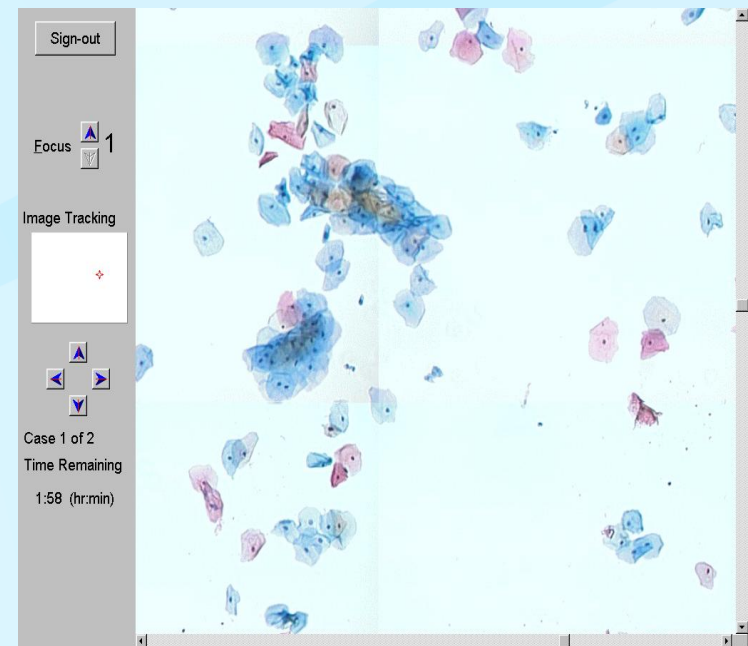 Sign-out
Focus 1
Image Tracking
Case 1 of 2
Time Remaining
1:58 (hr:min)